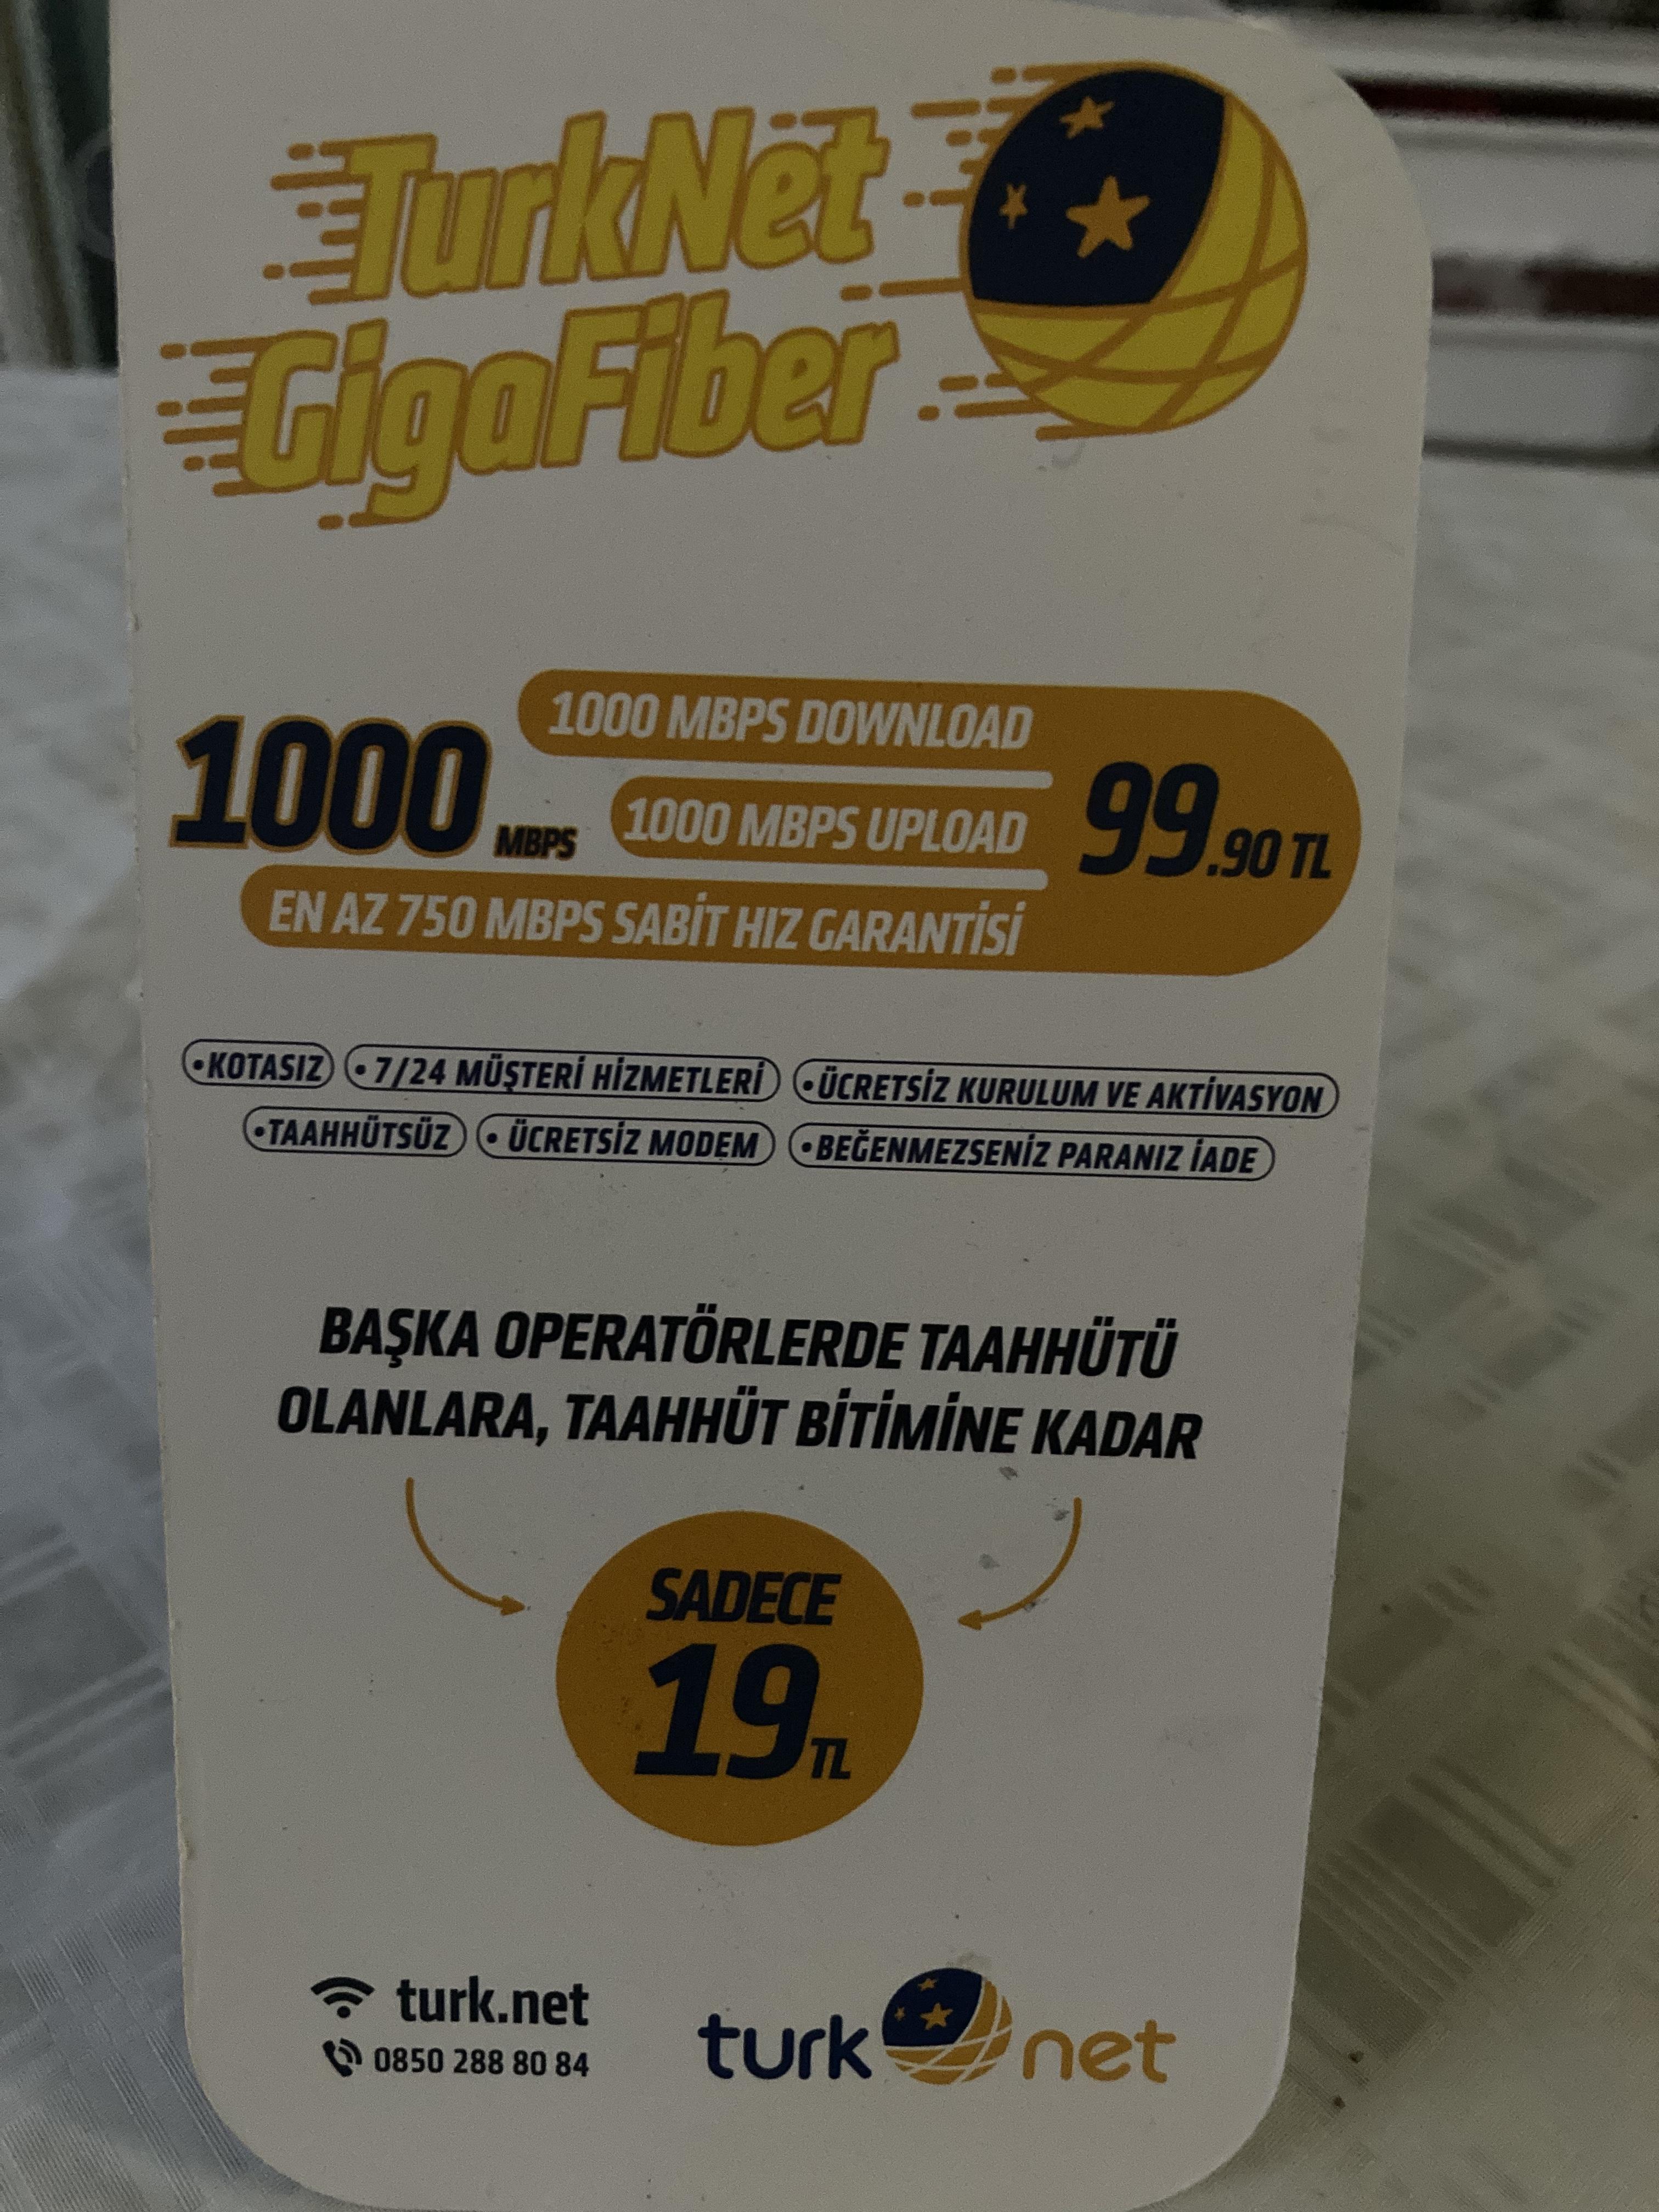 TurkNet
GigaFiber
1000 MBPS
1000 MBPS DOWNLOAD
1000 MBPS UPLOAD
EN AZ 750 MBPS SABİT HIZ GARANTİSİ
99.90 TL
• KOTASIZ • 7/24 MÜŞTERİ HİZMETLERİ • ÜCRETSİZ KURULUM VE AKTİVASYON
• TAAHHÜTSÜZ • ÜCRETSİZ MODEM • BEĞENMEZSENİZ PARANIZ İADE
BAŞKA OPERATÖRLERDE TAAHHÜTÜ
OLANLARA, TAAHHÜT BİTİMİNE KADAR
SADECE
19 TL
turk.net
0850 288 80 84
turk net